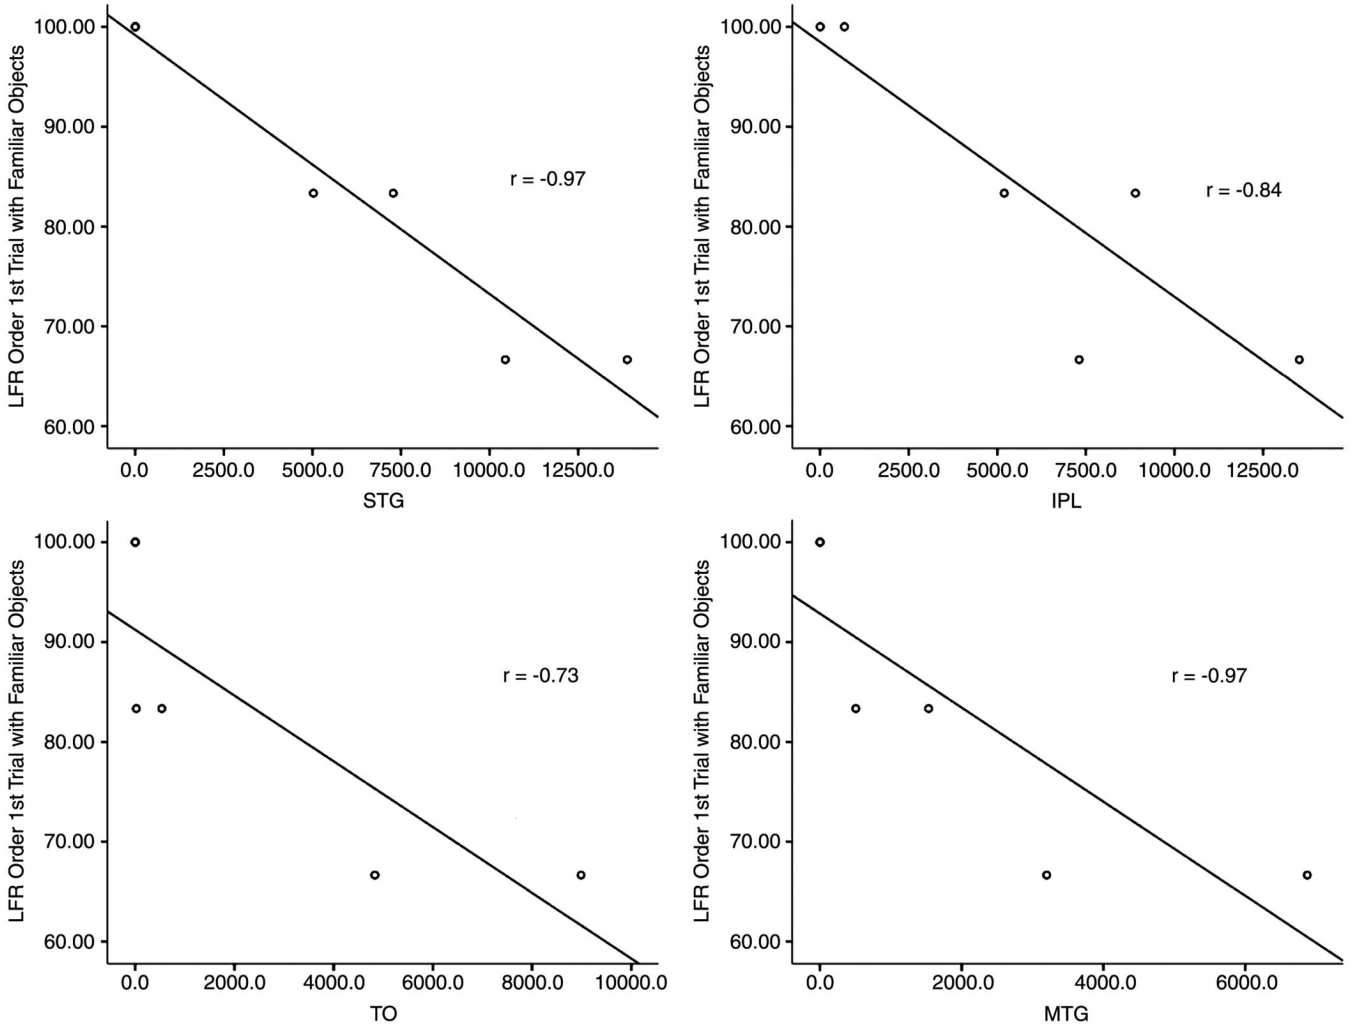 LFR Order 1st Trial with Familiar Objects
100.00
90.00
80.00
70.00
60.00
r = -0.97
0.0 2500.0 5000.0 7500.0 10000.0 12500.0
STG
LFR Order 1st Trial with Familiar Objects
100.00
90.00
80.00
70.00
60.00
r = -0.84
0.0 2500.0 5000.0 7500.0 10000.0 12500.0
IPL
LFR Order 1st Trial with Familiar Objects
100.00
90.00
80.00
70.00
60.00
r = -0.73
0.0 2000.0 4000.0 6000.0 8000.0 10000.0
TO
LFR Order 1st Trial with Familiar Objects
100.00
90.00
80.00
70.00
60.00
r = -0.97
0.0 2000.0 4000.0 6000.0
MTG